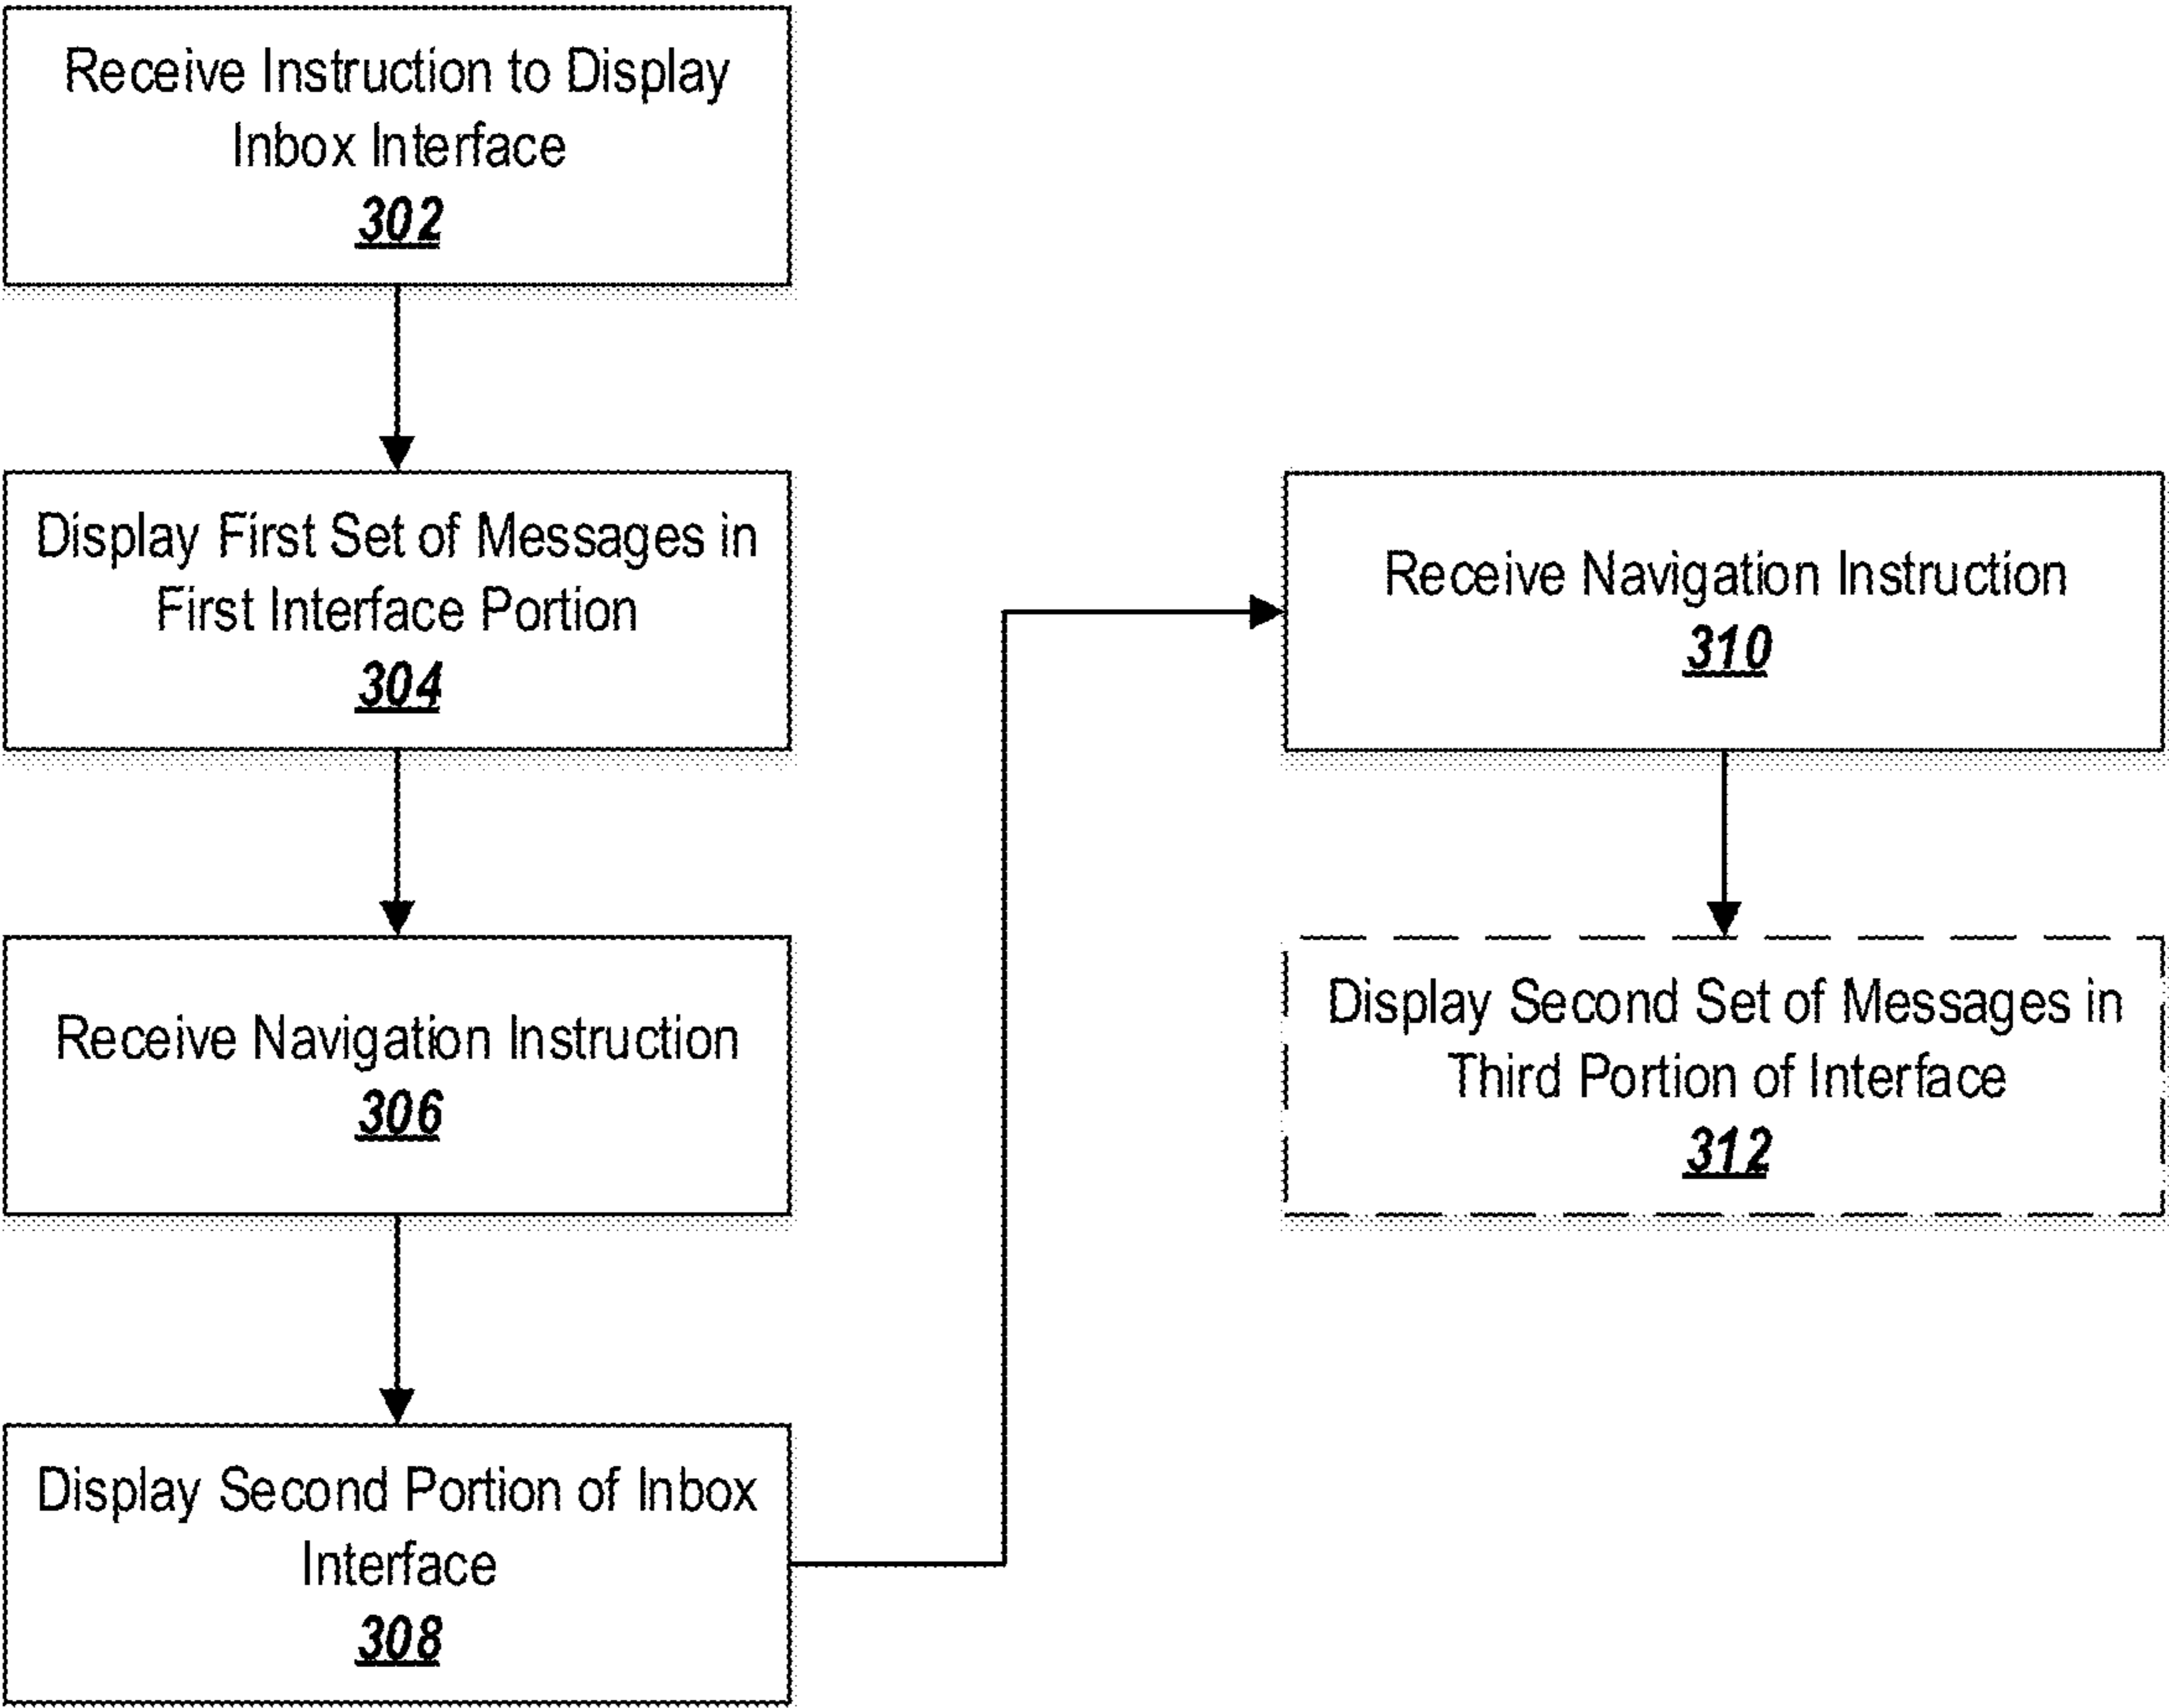 Receive Instruction to Display
Inbox Interface
302
Display First Set of Messages in
First Interface Portion
304
Receive Navigation Instruction
306
Display Second Portion of Inbox
Interface
308
Receive Navigation Instruction
310
Display Second Set of Messages in
Third Portion of Interface
312